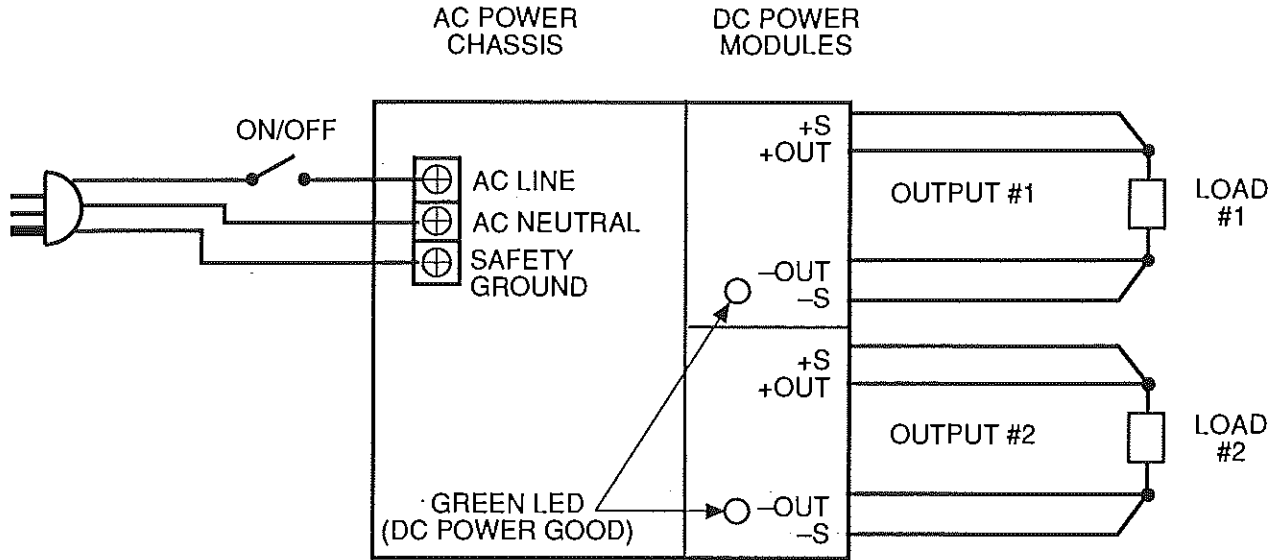 AC POWER
CHASSIS
DC POWER
MODULES
ON/OFF
AC LINE
AC NEUTRAL
SAFETY
GROUND
+S
+OUT
OUTPUT #1
–OUT
–S
LOAD
#1
+S
+OUT
OUTPUT #2
–OUT
–S
LOAD
#2
GREEN LED
(DC POWER GOOD)